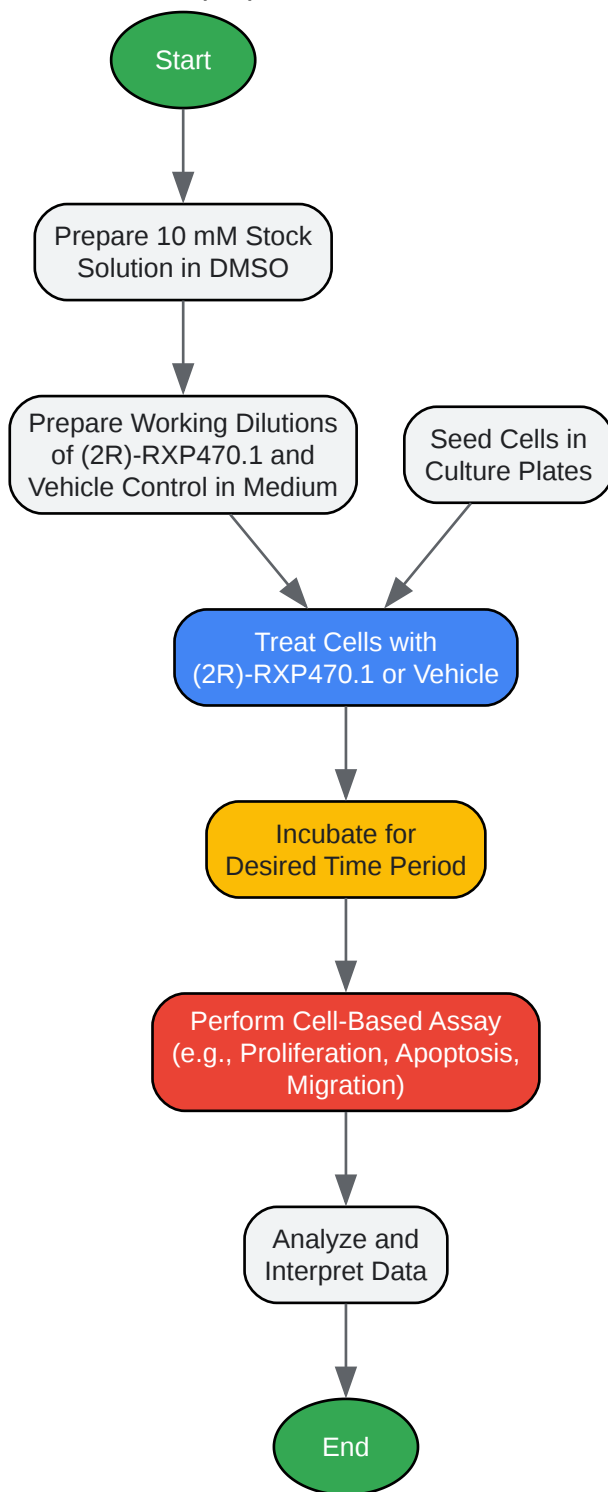 Start
Prepare 10 mM Stock
Solution in DMSO
Prepare Working Dilutions
of (2R)-RXP470.1 and
Vehicle Control in Medium
Seed Cells in
Culture Plates
Treat Cells with
(2R)-RXP470.1 or Vehicle
Incubate for
Desired Time Period
Perform Cell-Based Assay
(e.g., Proliferation, Apoptosis,
Migration)
Analyze and
Interpret Data
End